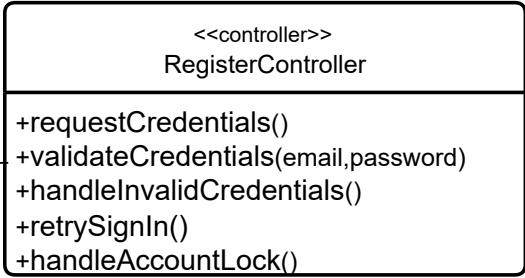 <<controller>>
RegisterController
+requestCredentials()
+validateCredentials(email,password)
+handleInvalidCredentials()
+retrySignIn()
+handleAccountLock()